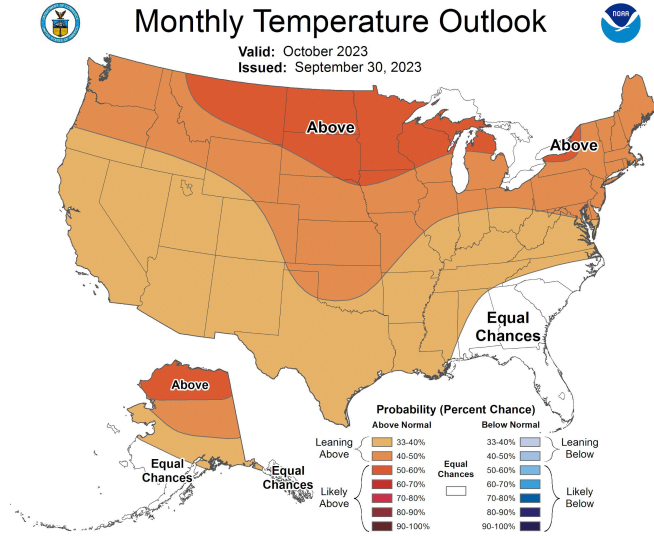 Monthly Temperature Outlook
Valid: October 2023
Issued: September 30, 2023
NOAA
Above
Above
Equal
Chances
Above
Equal
Chances
Equal
Chances
Probability (Percent Chance)
Above Normal
Below Normal
Leaning
Above
33-40%
40-50%
Likely
Above
50-60%
60-70%
70-80%
80-90%
90-100%
Equal
Chances
33-40%
40-50%
Leaning
Below
50-60%
60-70%
70-80%
80-90%
90-100%
Likely
Below